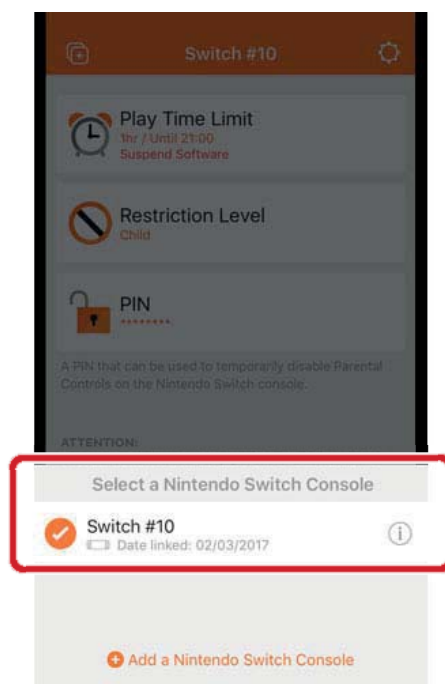 Switch #10
Play Time Limit
1hr / Until 21:00
Suspend Software
Restriction Level
Child
PIN
********
A PIN that can be used to temporarily disable Parental
Controls on the Nintendo Switch console.
ATTENTION:
Select a Nintendo Switch Console
Switch #10
Date linked: 02/03/2017
Add a Nintendo Switch Console